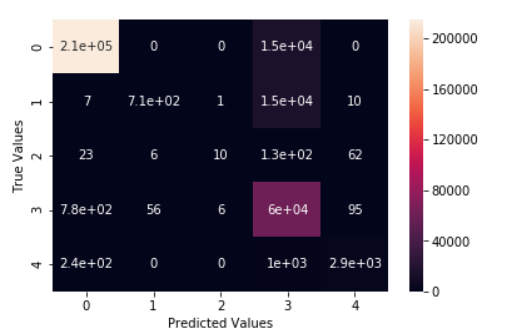 0 2.1e+05 0 0 1.5e+04 0
1 7 7.1e+02 1 1.5e+04 10
2 23 6 10 1.3e+02 62
3 7.8e+02 56 6 6e+04 95
4 2.4e+02 0 0 1e+03 2.9e+03
0 1 2 3 4
Predicted Values
True Values
200000
160000
120000
80000
40000
0